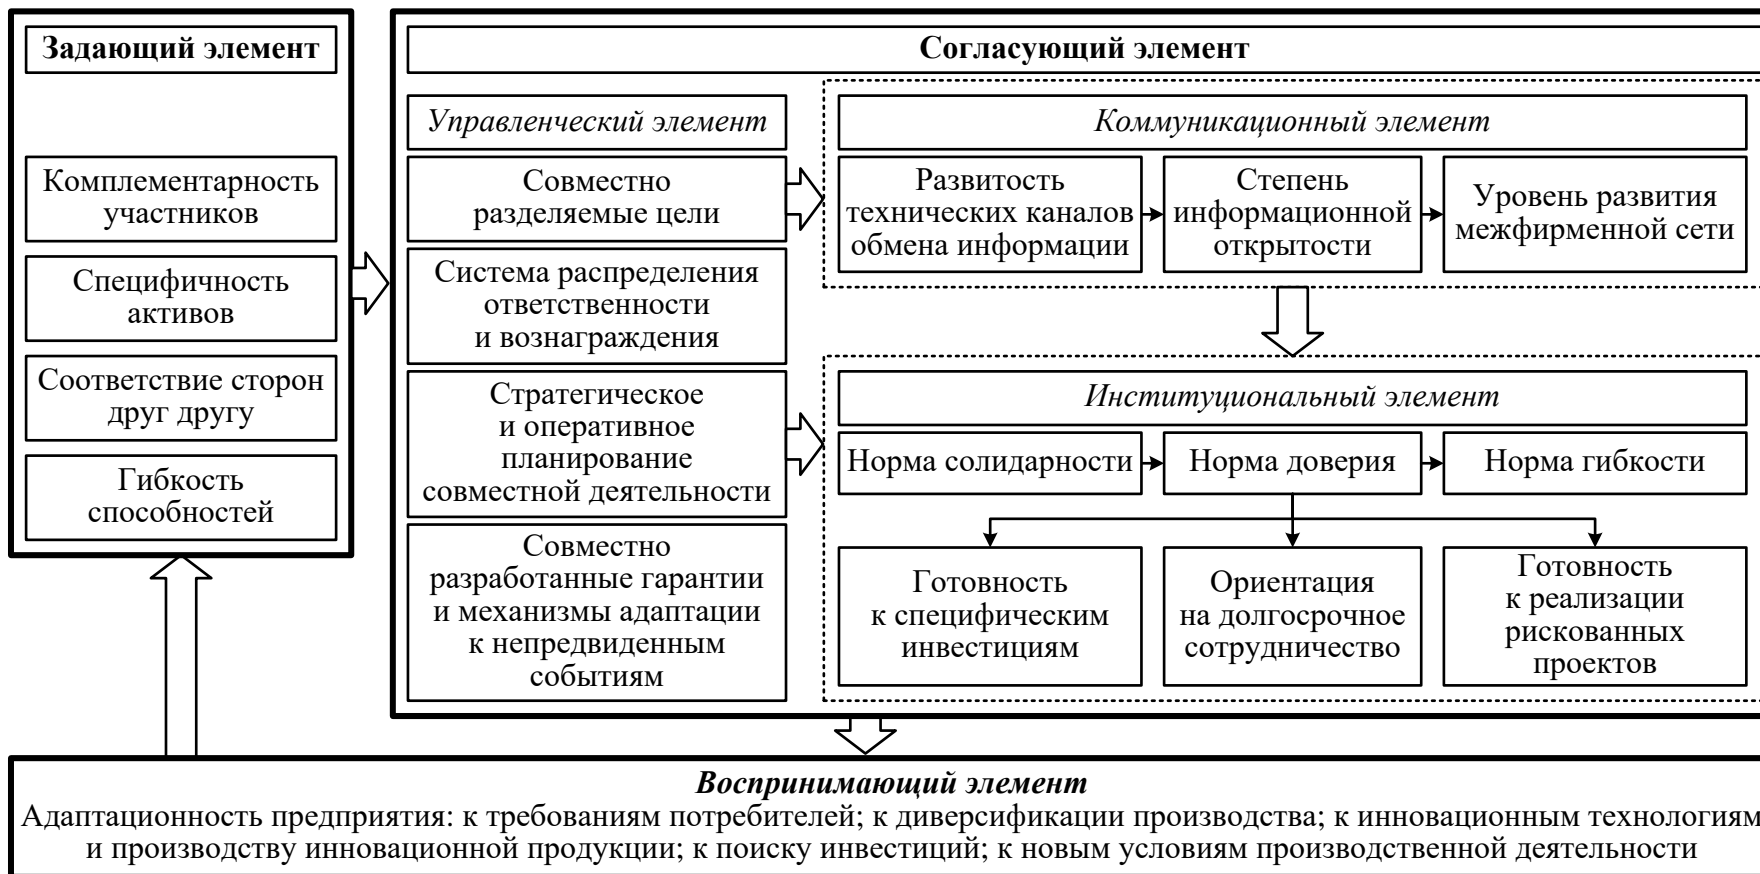 Задающий элемент
Комплементарность
участников
Специфичность
активов
Соответствие сторон
друг другу
Гибкость
способностей
Согласующий элемент
Управленческий элемент
Совместно
разделяемые цели
Система распределения
ответственности
и вознаграждения
Стратегическое
и оперативное
планирование
совместной деятельности
Совместно
разработанные гарантии
и механизмы адаптации
к непредвиденным
событиям
Коммуникационный элемент
Развитость
технических каналов
обмена информации
Степень
информационной
открытости
Уровень развития
межфирменной сети
Институциональный элемент
Норма солидарности
Норма доверия
Норма гибкости
Готовность
к специфическим
инвестициям
Ориентация
на долгосрочное
сотрудничество
Готовность
к реализации
рискованных
проектов
Воспринимающий элемент
Адаптационность предприятия: к требованиям потребителей; к диверсификации производства; к инновационным технологиям
и производству инновационной продукции; к поиску инвестиций; к новым условиям производственной деятельности